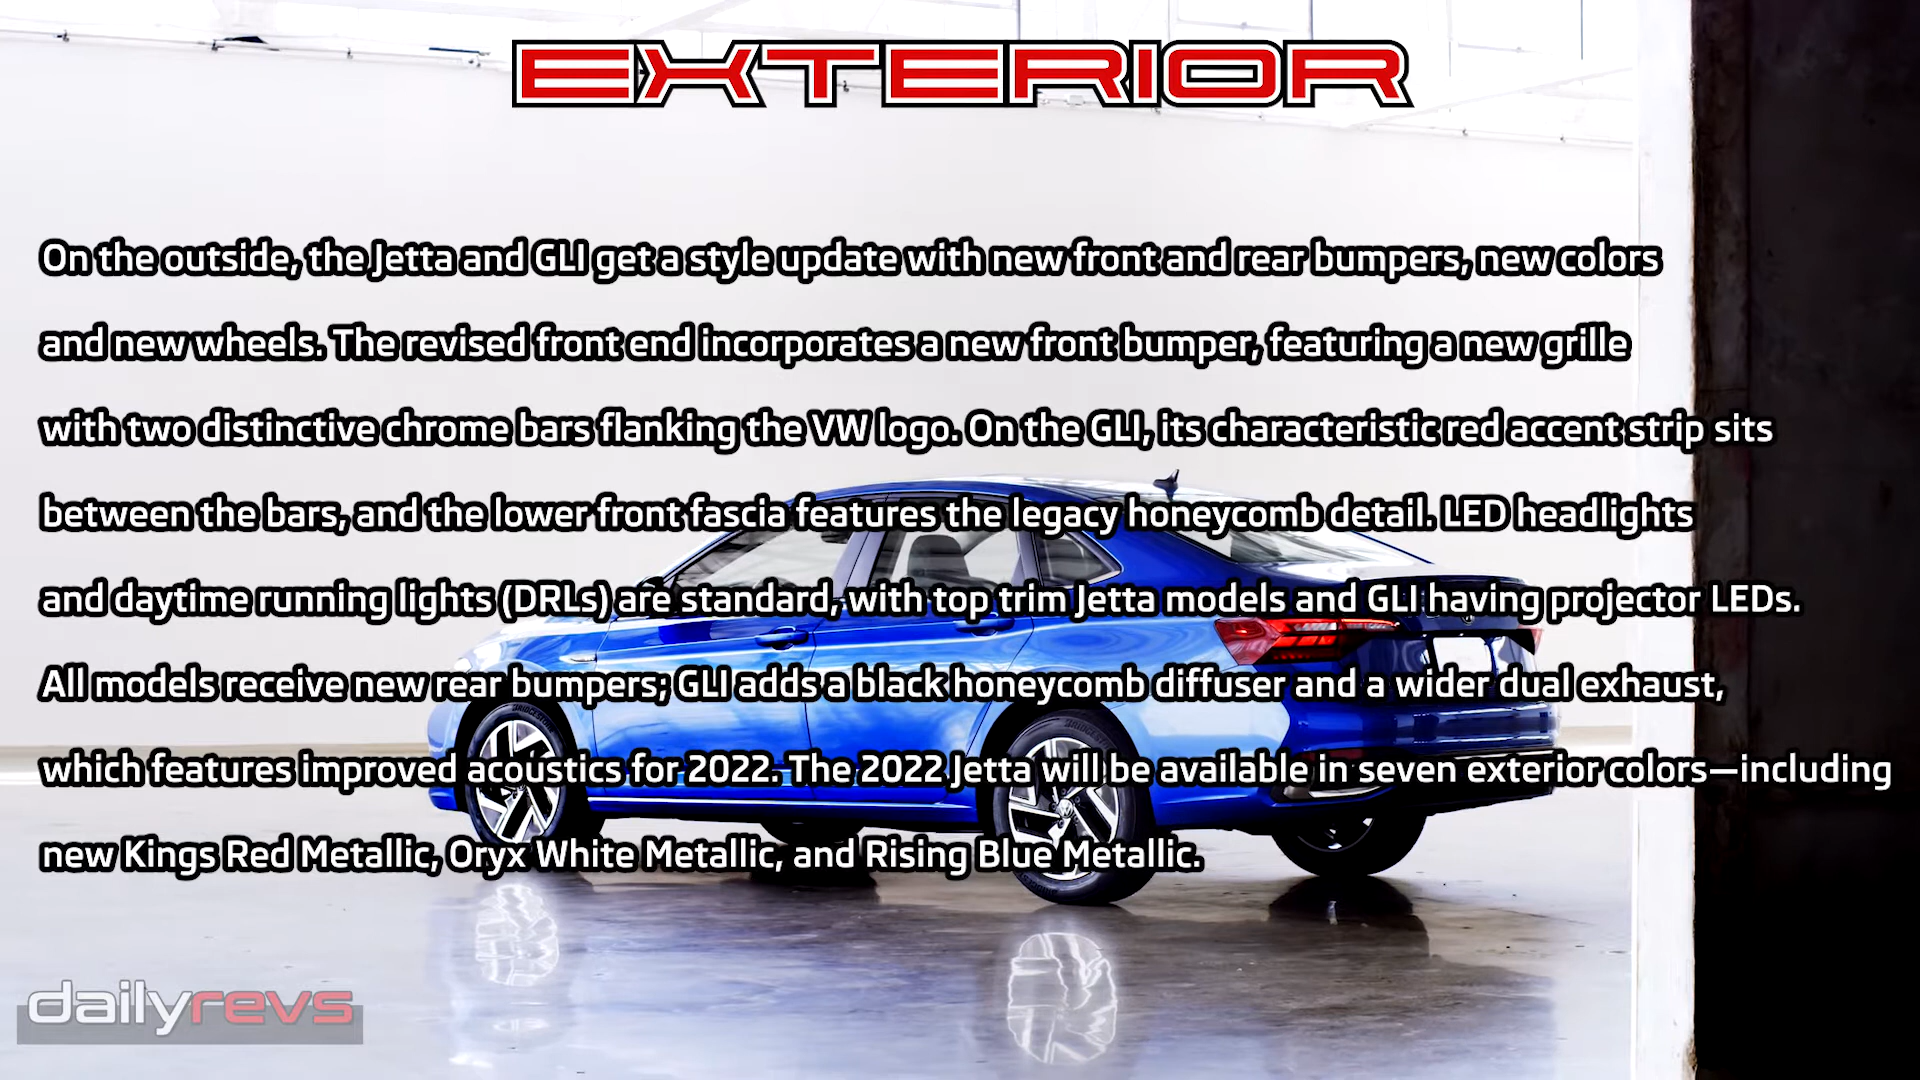 EXTERIOR
On the outside, the Jetta and GLI get a style update with new front and rear bumpers, new colors
and new wheels. The revised front end incorporates a new front bumper, featuring a new grille
with two distinctive chrome bars flanking the VW logo. On the GLI, its characteristic red accent strip sits
between the bars, and the lower front fascia features the legacy honeycomb detail. LED headlights
and daytime running lights (DRLs) are standard, with top trim Jetta models and GLI having projector LEDs.
All models receive new rear bumpers; GLI adds a black honeycomb diffuser and a wider dual exhaust,
which features improved acoustics for 2022. The 2022 Jetta will be available in seven exterior colors—including
new Kings Red Metallic, Oryx White Metallic, and Rising Blue Metallic.
dailyrevs